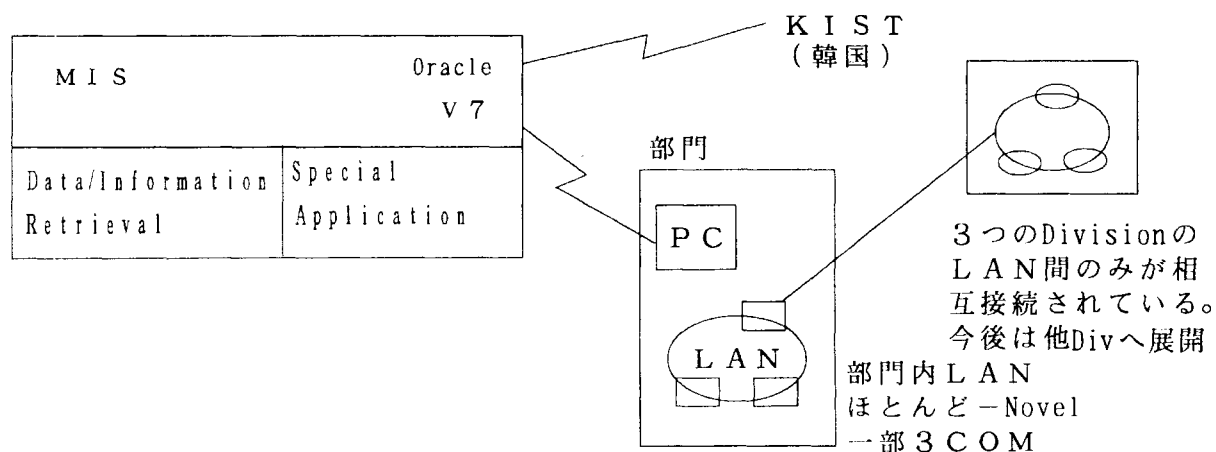 ＫＩＳＴ
（韓国）
ＭＩＳ
Oracle
Ｖ７
Data/Information
Retrieval
Special
Application
部門
ＰＣ
ＬＡＮ
３つのDivisionの
ＬＡＮ間のみが相
互接続されている。
今後は他Divへ展開
部門内ＬＡＮ
ほとんど－Novel
一部３ＣＯＭ